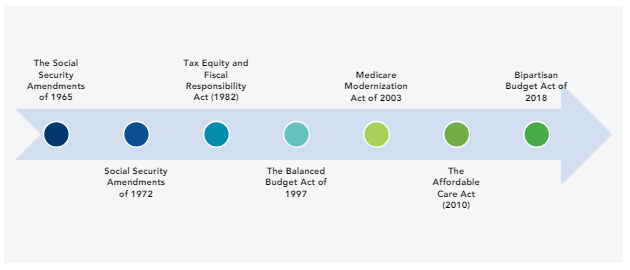 The Social
Security
Amendments
of 1965
Social Security
Amendments
of 1972
Tax Equity and
Fiscal
Responsibility
Act (1982)
The Balanced
Budget Act of
1997
Medicare
Modernization
Act of 2003
The
Affordable
Care Act
(2010)
Bipartisan
Budget Act of
2018